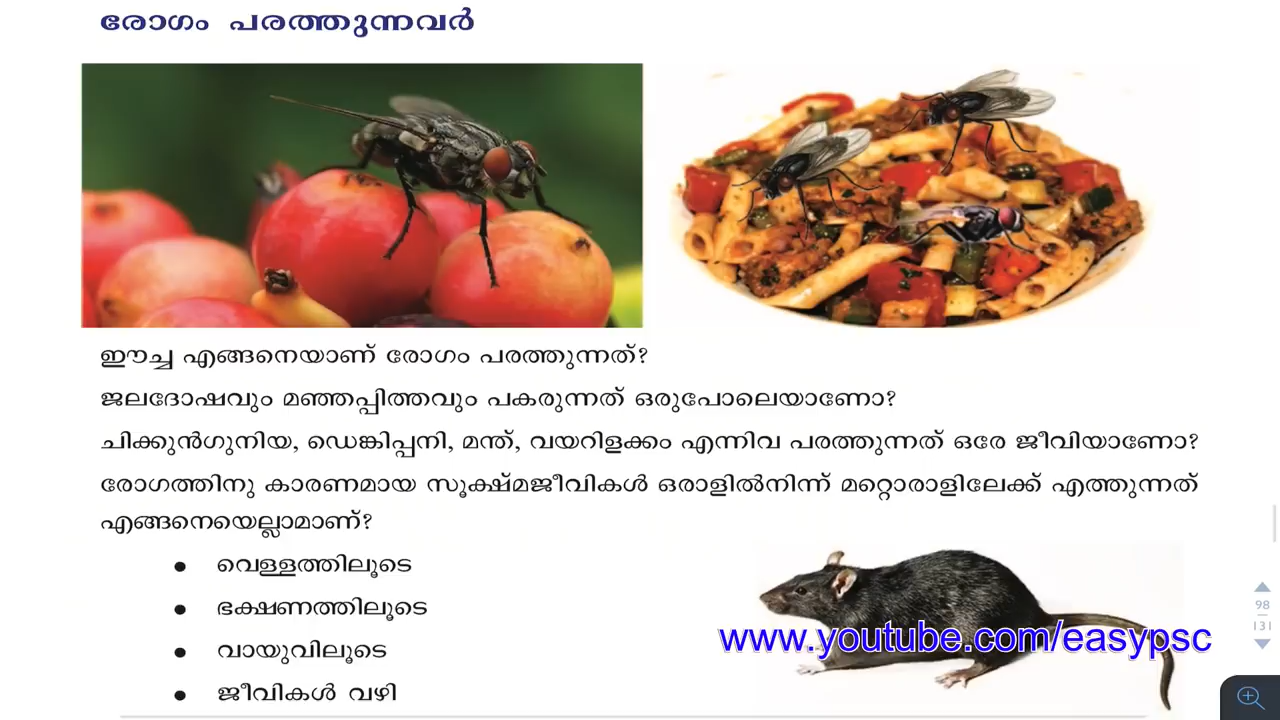 രോഗം പരത്തുന്നവർ
ഈച്ച എങ്ങനെയാണ് രോഗം പരത്തുന്നത്?
ജലദോഷവും മഞ്ഞപ്പിത്തവും പകരുന്നത് ഒരുപോലെയാണോ?
ചിക്കുൻഗുനിയ, ഡെങ്കിപ്പനി, മന്ത്, വയറിളക്കം എന്നിവ പരത്തുന്നത് ഒരേ ജീവിയാണോ?
രോഗത്തിനു കാരണമായ സൂക്ഷ്മജീവികൾ ഒരാളിൽനിന്ന് മറ്റൊരാളിലേക്ക് എത്തുന്നത്
എങ്ങനെയെല്ലാമാണ്?
• വെള്ളത്തിലൂടെ
• ഭക്ഷണത്തിലൂടെ
• വായുവിലൂടെ
• ജീവികൾ വഴി
www.youtube.com/easypsc
98
131